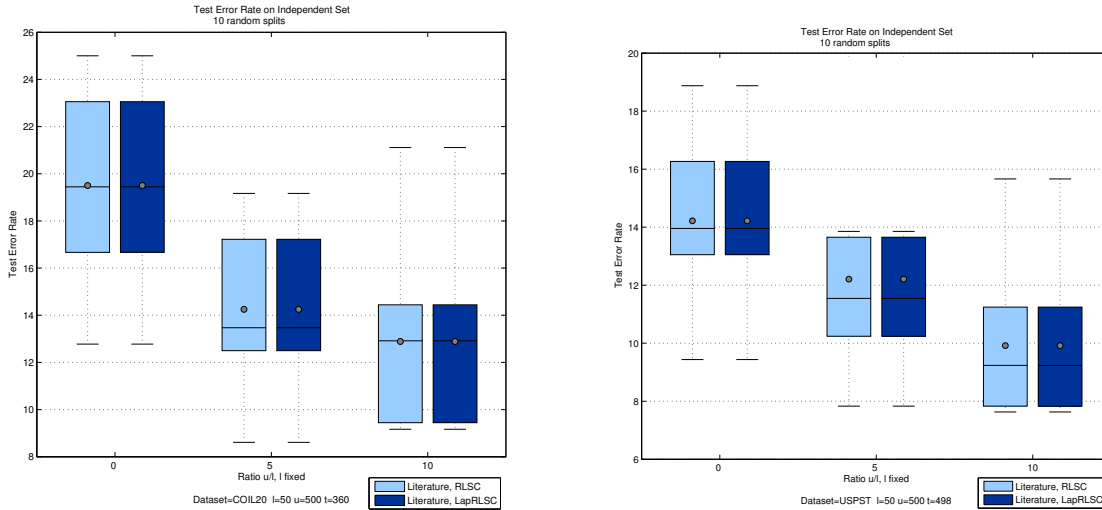 Test Error Rate on Independent Set
10 random splits
26
24
22
20
18
16
14
12
10
8
Test Error Rate
0
5
10
Ratio u/l, l fixed
Dataset=COIL20 l=50 u=500 t=360
Literature, RLSC
Literature, LapRLSC
Test Error Rate on Independent Set
10 random splits
20
18
16
14
12
10
8
6
Test Error Rate
0
5
10
Ratio u/l, l fixed
Dataset=USPST l=50 u=500 t=498
Literature, RLSC
Literature, LapRLSC